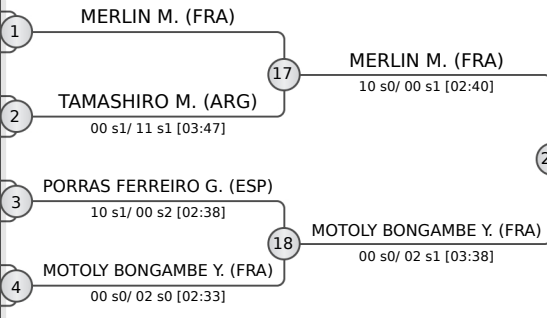 MERLIN M. (FRA)
1
17
MERLIN M. (FRA)
10 s0/ 00 s1 [02:40]
TAMASHIRO M. (ARG)
2
00 s1/ 11 s1 [03:47]
2
PORRAS FERREIRO G. (ESP)
3
10 s1/ 00 s2 [02:38]
18
MOTOLY BONGAMBE Y. (FRA)
00 s0/ 02 s1 [03:38]
MOTOLY BONGAMBE Y. (FRA)
4
00 s0/ 02 s0 [02:33]